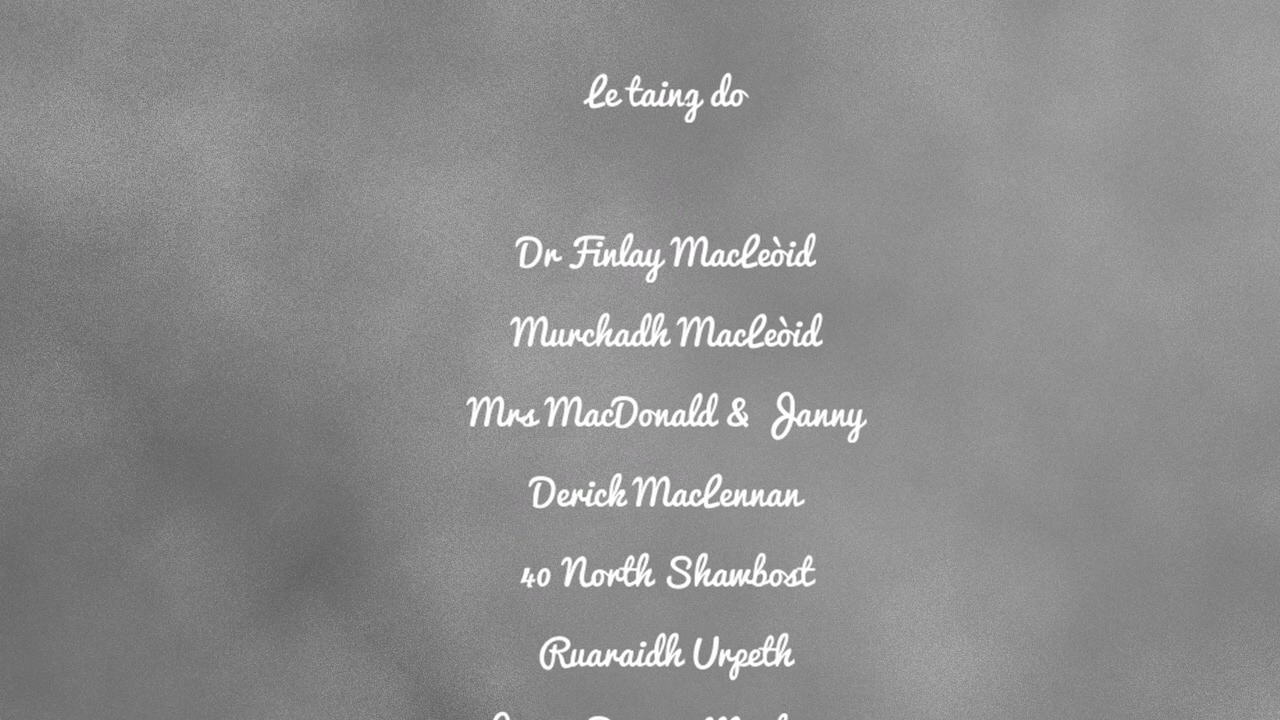 Le taing do
Dr Finlay MacLeòid
Murchadh MacLeòid
Mrs MacDonald & Janny
Derick MacLennan
40 North Shawbost
Ruaraidh Urpeth